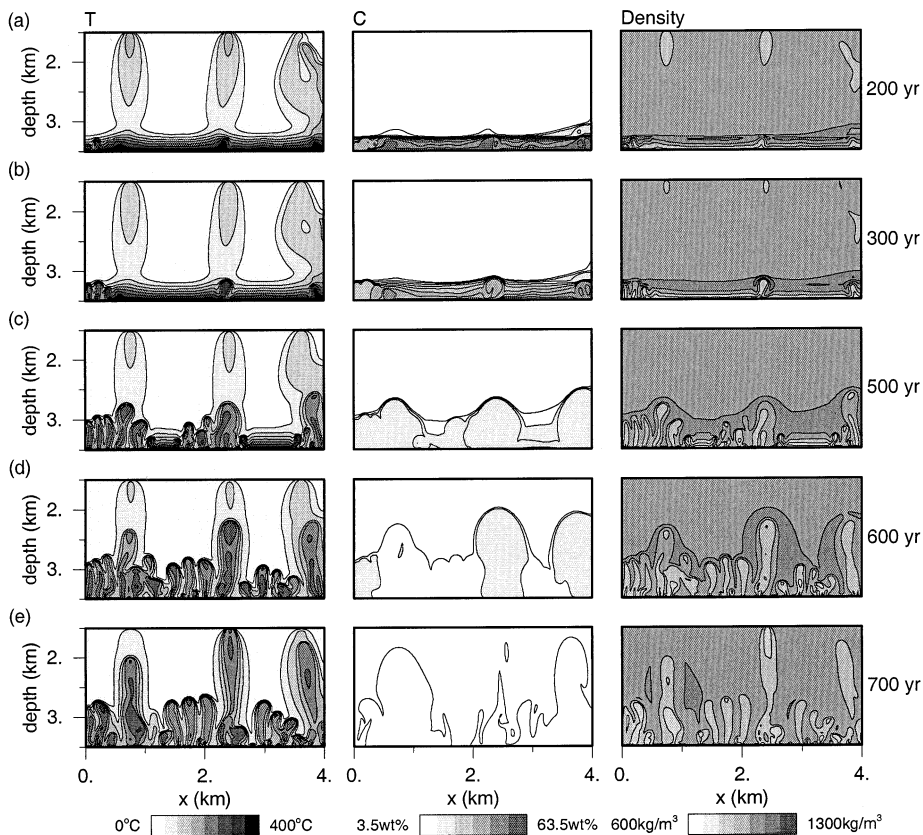 (a) T C Density
depth (km) 2. 3. 200 yr
(b)
depth (km) 2. 3. 300 yr
(c)
depth (km) 2. 3. 500 yr
(d)
depth (km) 2. 3. 600 yr
(e)
depth (km) 2. 3. 700 yr
0. 2. 4. 0. 2. 4. 0. 2. 4.
x (km) x (km) x (km)
0°C 400°C 3.5wt% 63.5wt% 600kg/m³ 1300kg/m³